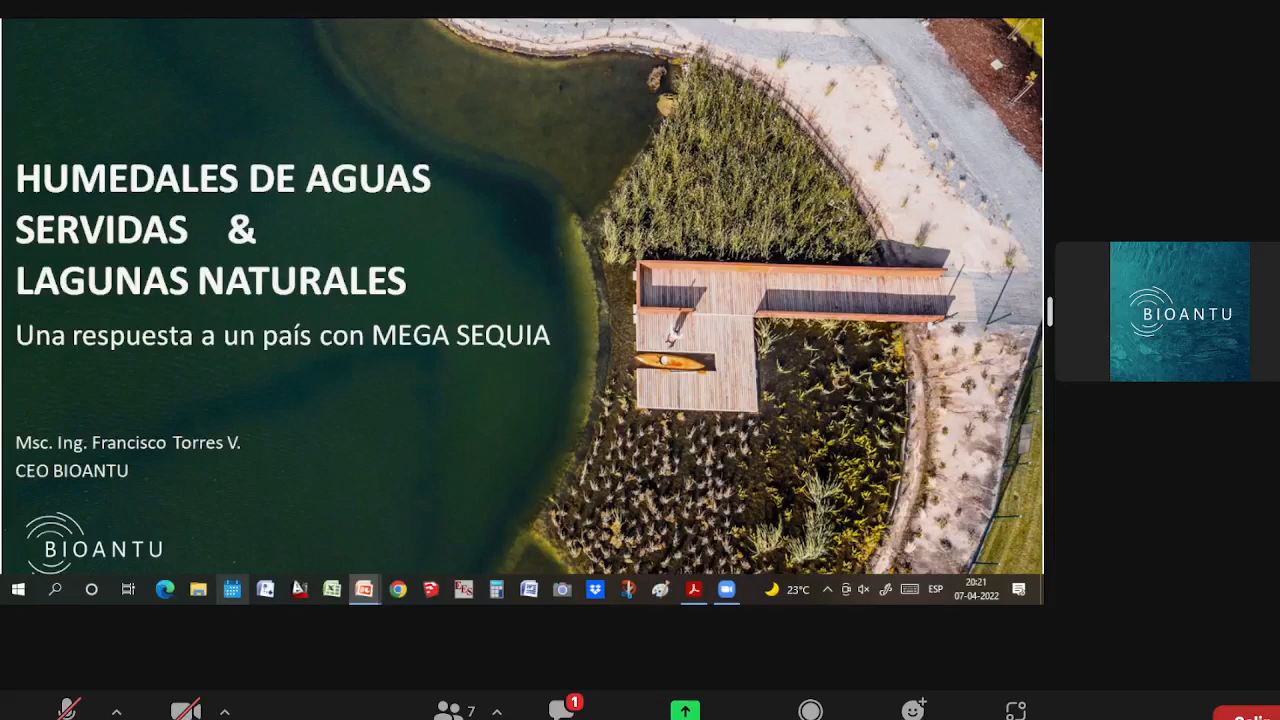 HUMEDALES DE AGUAS
SERVIDAS &
LAGUNAS NATURALES
Una respuesta a un país con MEGA SEQUIA
Msc. Ing. Francisco Torres V.
CEO BIOANTU
BIOANTU
BIOANTU
EES
23°C
ESP
20:21
07-04-2022
7
1